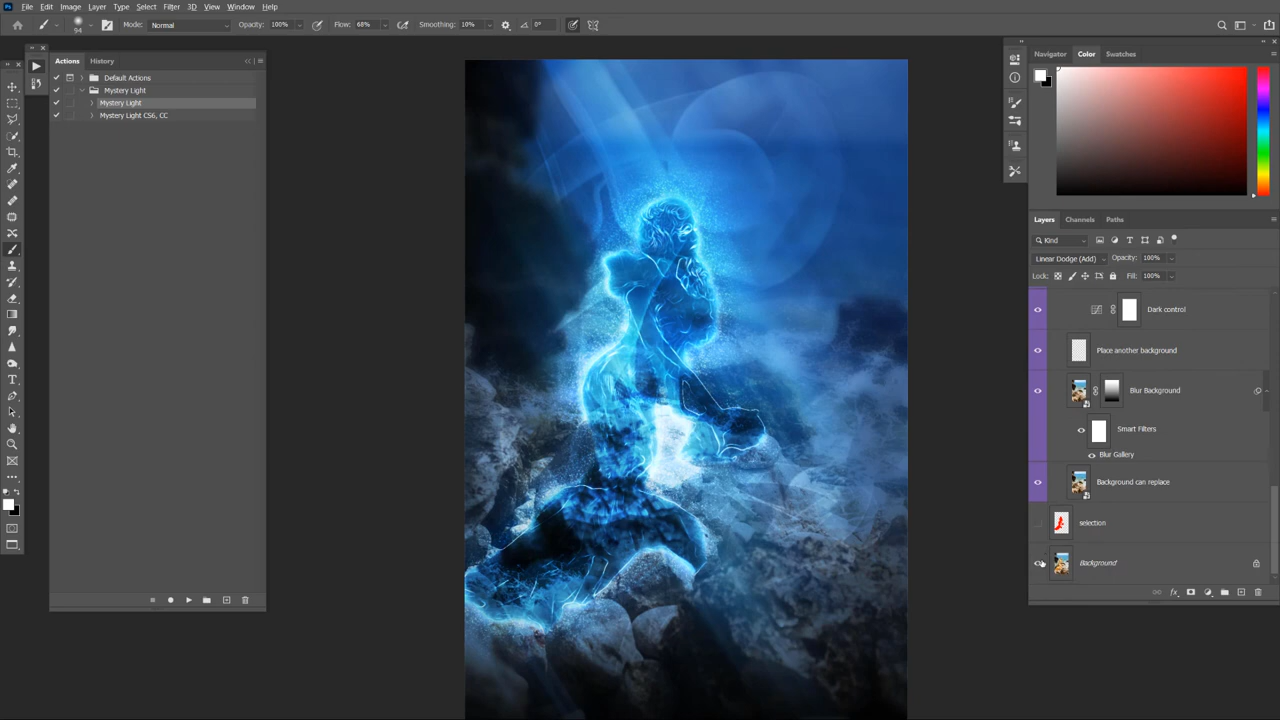 Ps File Edit Image Layer Type Select Filter 3D View Window Help
94 Mode: Normal Opacity: 100% Flow: 68% Smoothing: 10% 0°
Actions History
Default Actions
Mystery Light
Mystery Light
Mystery Light CS6, CC
Navigator Color Swatches
Layers Channels Paths
Kind
Linear Dodge (Add) Opacity: 100%
Lock: Fill: 100%
Dark control
Place another background
Blur Background
Smart Filters
Blur Gallery
Background can replace
selection
Background